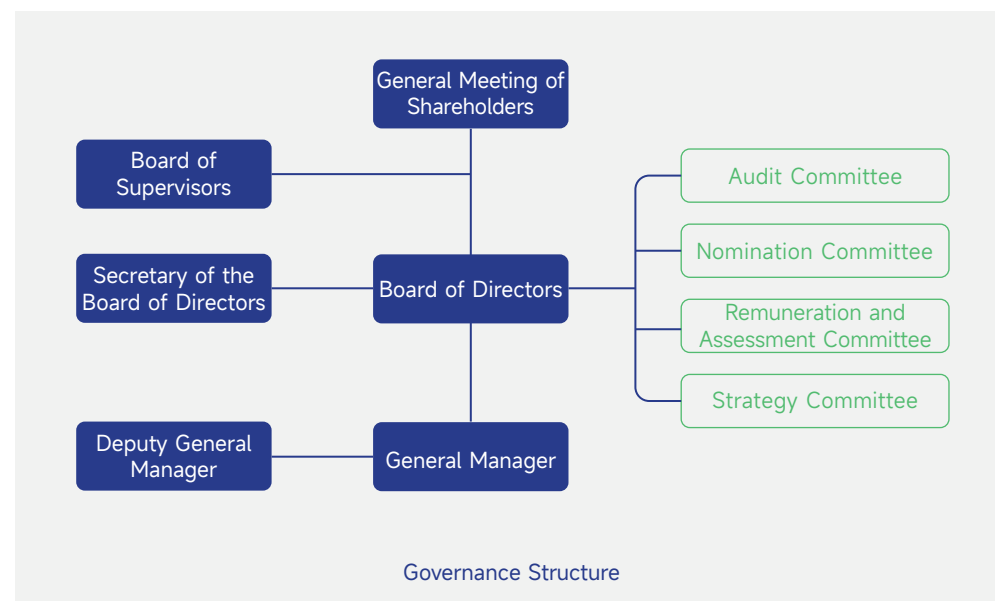 General Meeting of
Shareholders
Board of
Supervisors
Audit Committee
Nomination Committee
Secretary of the
Board of Directors
Board of Directors
Remuneration and
Assessment Committee
Strategy Committee
Deputy General
Manager
General Manager
Governance Structure